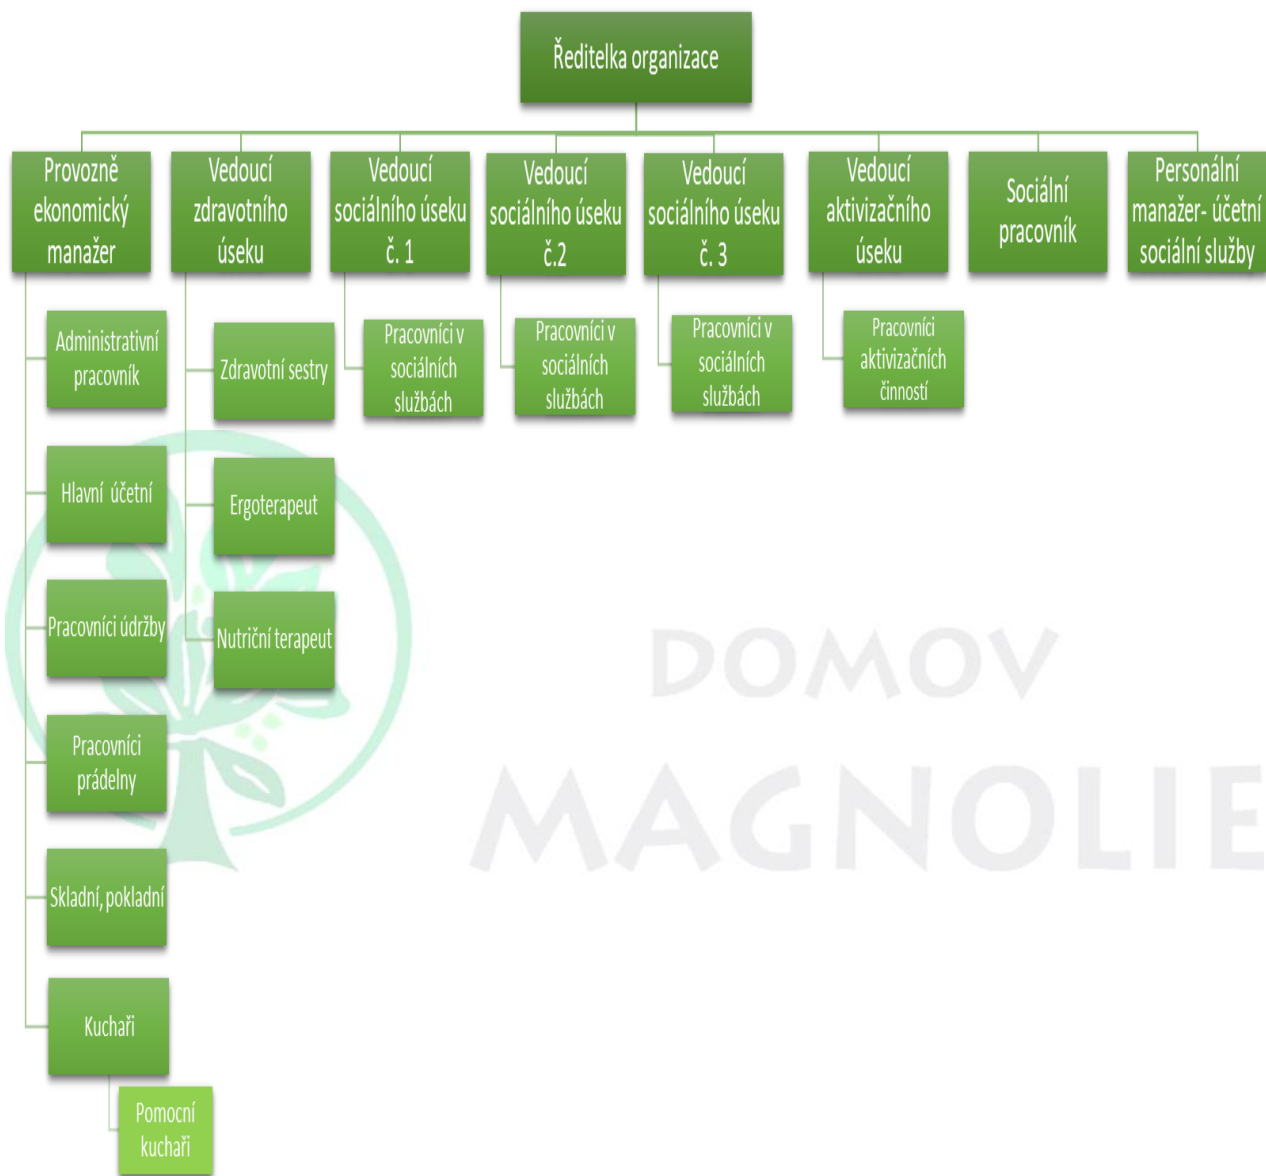 Ředitelka organizace
Provozně
ekonomický
manažer
Vedoucí
zdravotního
úseku
Vedoucí
sociálního úseku
č. 1
Vedoucí
sociálního úseku
č.2
Vedoucí
sociálního úseku
č. 3
Vedoucí
aktivizačního
úseku
Sociální
pracovník
Personální
manažer- účetní
sociální služby
Administrativní
pracovník
Zdravotní sestry
Pracovníci v
sociálních
službách
Pracovníci v
sociálních
službách
Pracovníci v
sociálních
službách
Pracovníci
aktivizačních
činností
Hlavní účetní
Ergoterapeut
Pracovníci údržby
Nutriční terapeut
Pracovníci
prádelny
Skladní, pokladní
Kuchaři
Pomocní
kuchaři
DOMOV
MAGNOLIE